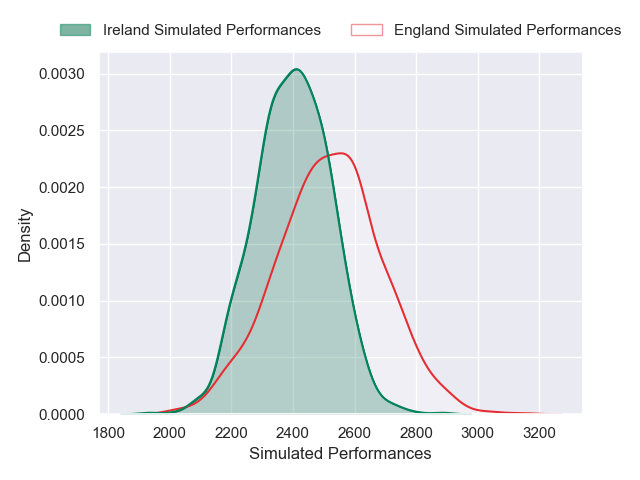 Ireland Simulated Performances England Simulated Performances
0.0030
0.0025
0.0020
0.0015
0.0010
0.0005
0.0000
Density
1800 2000 2200 2400 2600 2800 3000 3200
Simulated Performances